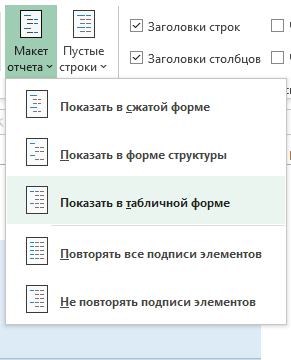 Макет отчета
Пустые строки
Заголовки строк
Заголовки столбцов
Показать в сжатой форме
Показать в форме структуры
Показать в табличной форме
Повторять все подписи элементов
Не повторять подписи элементов